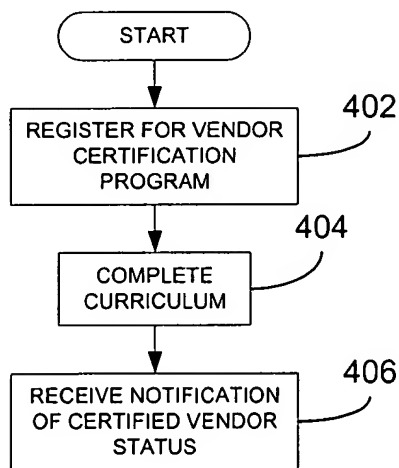 START
REGISTER FOR VENDOR
CERTIFICATION
PROGRAM
402
COMPLETE
CURRICULUM
404
RECEIVE NOTIFICATION
OF CERTIFIED VENDOR
STATUS
406